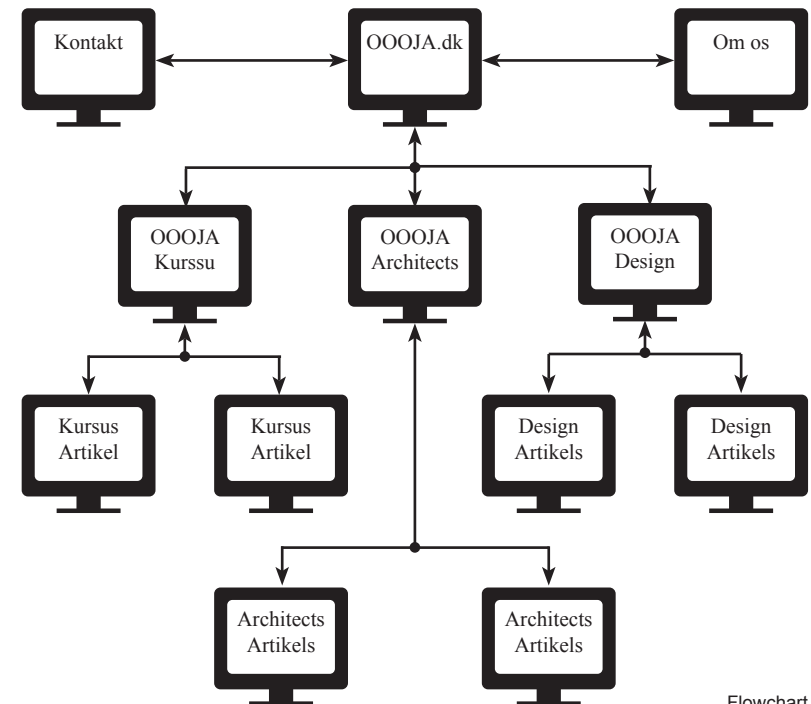 Kontakt
OOOJA.dk
Om os
OOOJA
Kurssu
OOOJA
Architects
OOOJA
Design
Kursus
Artikel
Kursus
Artikel
Design
Artikels
Design
Artikels
Architects
Artikels
Architects
Artikels
Flowchart